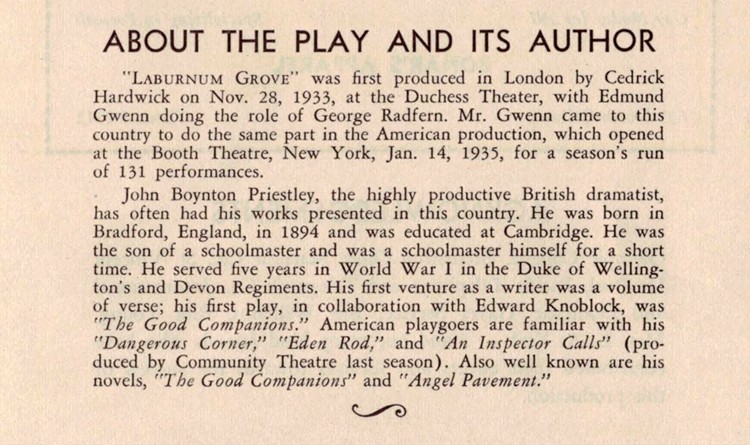 ABOUT THE PLAY AND ITS AUTHOR
"LABURNUM GROVE" was first produced in London by Cedrick
Hardwick on Nov. 28, 1933, at the Duchess Theater, with Edmund
Gwenn doing the role of George Radfern. Mr. Gwenn came to this
country to do the same part in the American production, which opened
at the Booth Theatre, New York, Jan. 14, 1935, for a season's run
of 131 performances.
John Boynton Priestley, the highly productive British dramatist,
has often had his works presented in this country. He was born in
Bradford, England, in 1894 and was educated at Cambridge. He was
the son of a schoolmaster and was a schoolmaster himself for a short
time. He served five years in World War I in the Duke of Welling-
ton's and Devon Regiments. His first venture as a writer was a volume
of verse; his first play, in collaboration with Edward Knoblock, was
"The Good Companions." American playgoers are familiar with his
"Dangerous Corner," "Eden Rod," and "An Inspector Calls" (pro-
duced by Community Theatre last season). Also well known are his
novels, "The Good Companions" and "Angel Pavement."